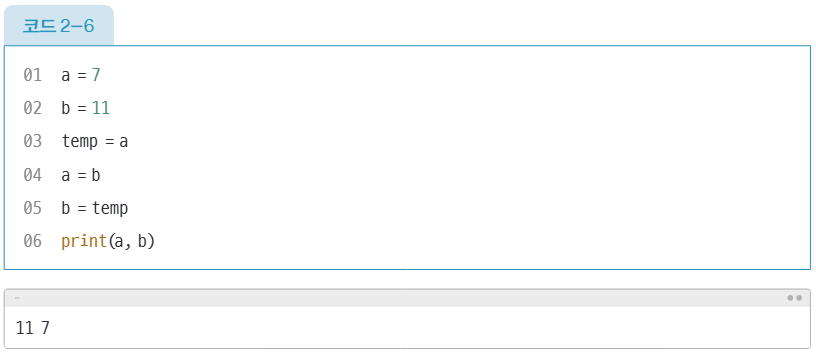 코드 2-6
01 a = 7
02 b = 11
03 temp = a
04 a = b
05 b = temp
06 print(a, b)
11 7